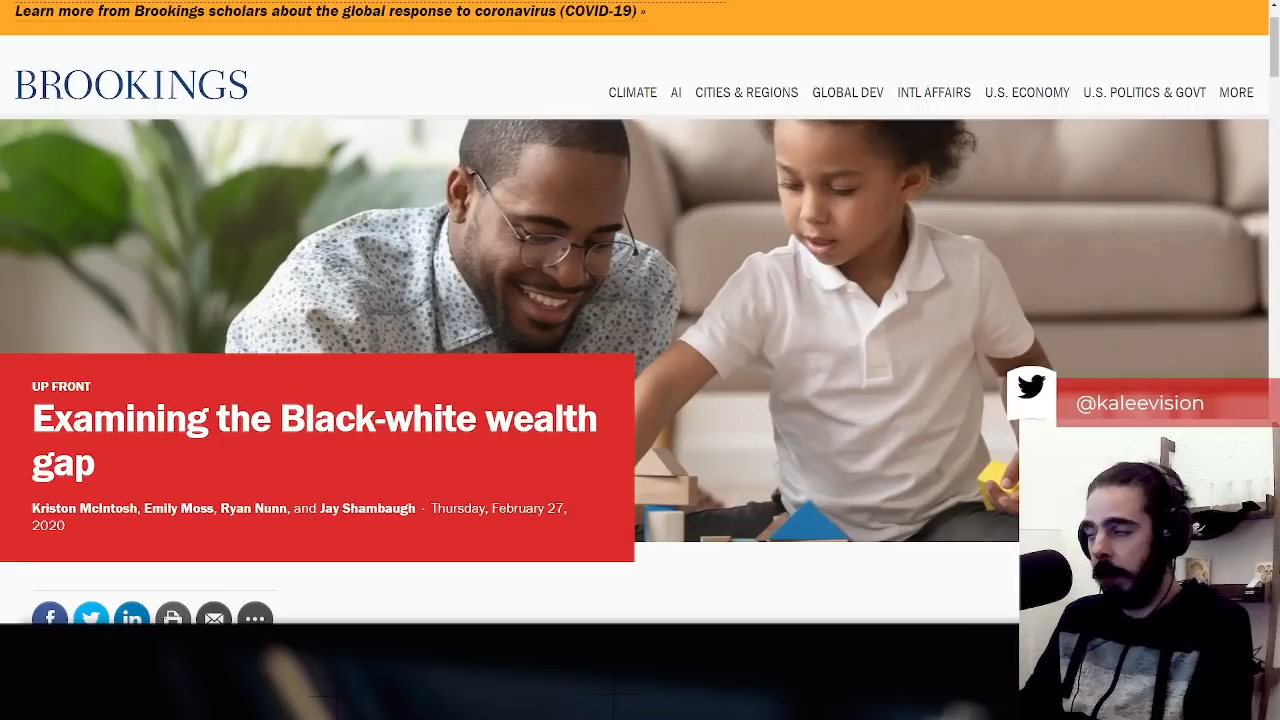 Learn more from Brookings scholars about the global response to coronavirus (COVID-19) »
BROOKINGS
CLIMATE AI CITIES & REGIONS GLOBAL DEV INTL AFFAIRS U.S. ECONOMY U.S. POLITICS & GOVT MORE
UP FRONT
Examining the Black-white wealth
gap
Kriston McIntosh, Emily Moss, Ryan Nunn, and Jay Shambaugh · Thursday, February 27,
2020
@kaleevision